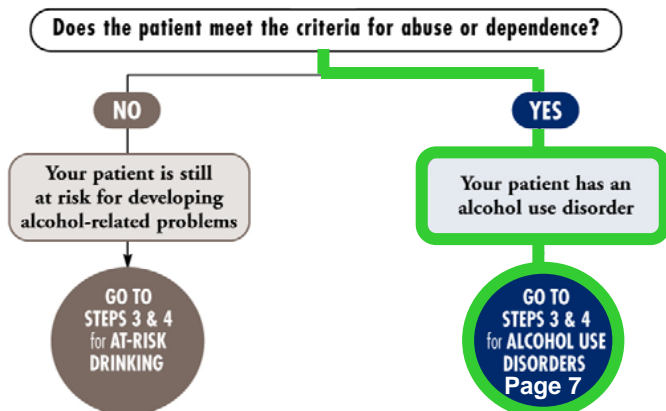 Does the patient meet the criteria for abuse or dependence?
NO
YES
Your patient is still
at risk for developing
alcohol-related problems
Your patient has an
alcohol use disorder
GO TO
STEPS 3 & 4
for AT-RISK
DRINKING
GO TO
STEPS 3 & 4
for ALCOHOL USE
DISORDERS
Page 7